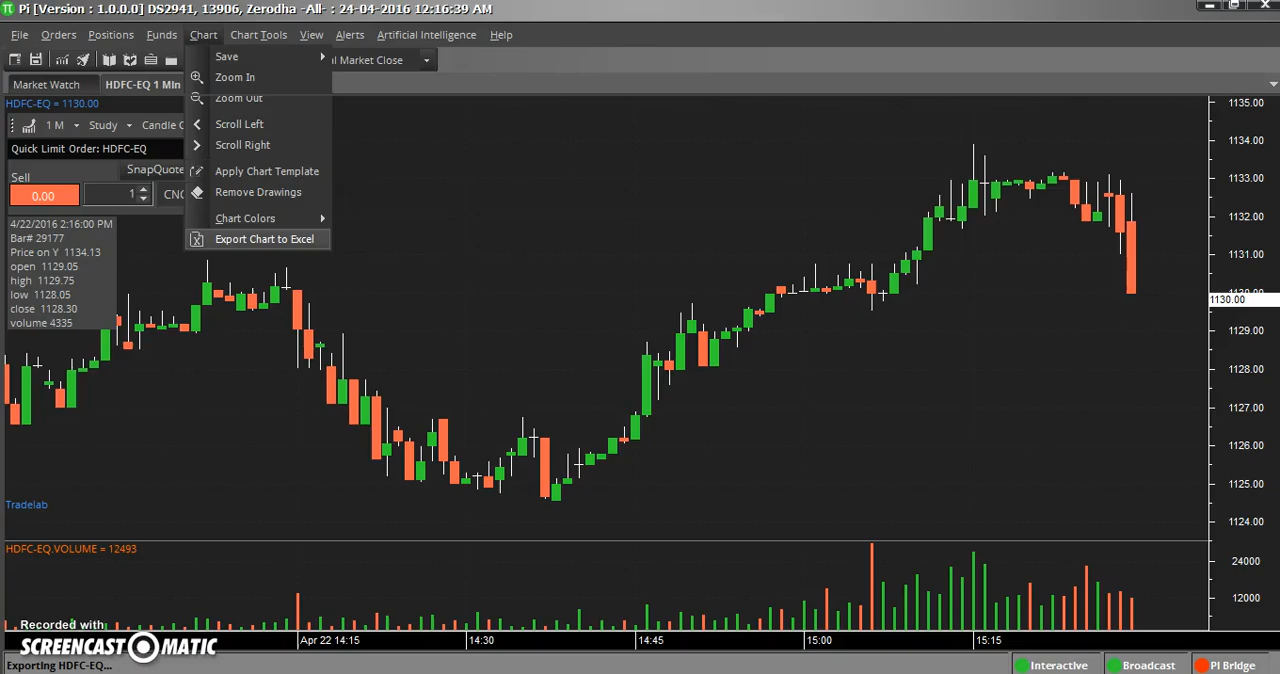 Pi [Version : 1.0.0.0] DS2941, 13906, Zerodha -All- : 24-04-2016 12:16:39 AM
File Orders Positions Funds Chart Chart Tools View Alerts Artificial Intelligence Help
Save
l Market Close
Zoom In
Market Watch
HDFC-EQ 1 Min
Zoom Out
HDFC-EQ = 1130.00
1 M Study Candle C
Scroll Left
Quick Limit Order: HDFC-EQ
Scroll Right
SnapQuote
Apply Chart Template
Sell
0.00
1
CNC
Remove Drawings
Chart Colors
Export Chart to Excel
4/22/2016 2:16:00 PM
Bar# 29177
Price on Y 1134.13
open 1129.05
high 1129.75
low 1128.05
close 1128.30
volume 4335
1135.00
1134.00
1133.00
1132.00
1131.00
1130.00
1129.00
1128.00
1127.00
1126.00
1125.00
1124.00
Tradelab
HDFC-EQ.VOLUME = 12493
24000
12000
Recorded with
SCREENCAST MATIC
Apr 22 14:15
14:30
14:45
15:00
15:15
Exporting HDFC-EQ...
Interactive
Broadcast
PI Bridge